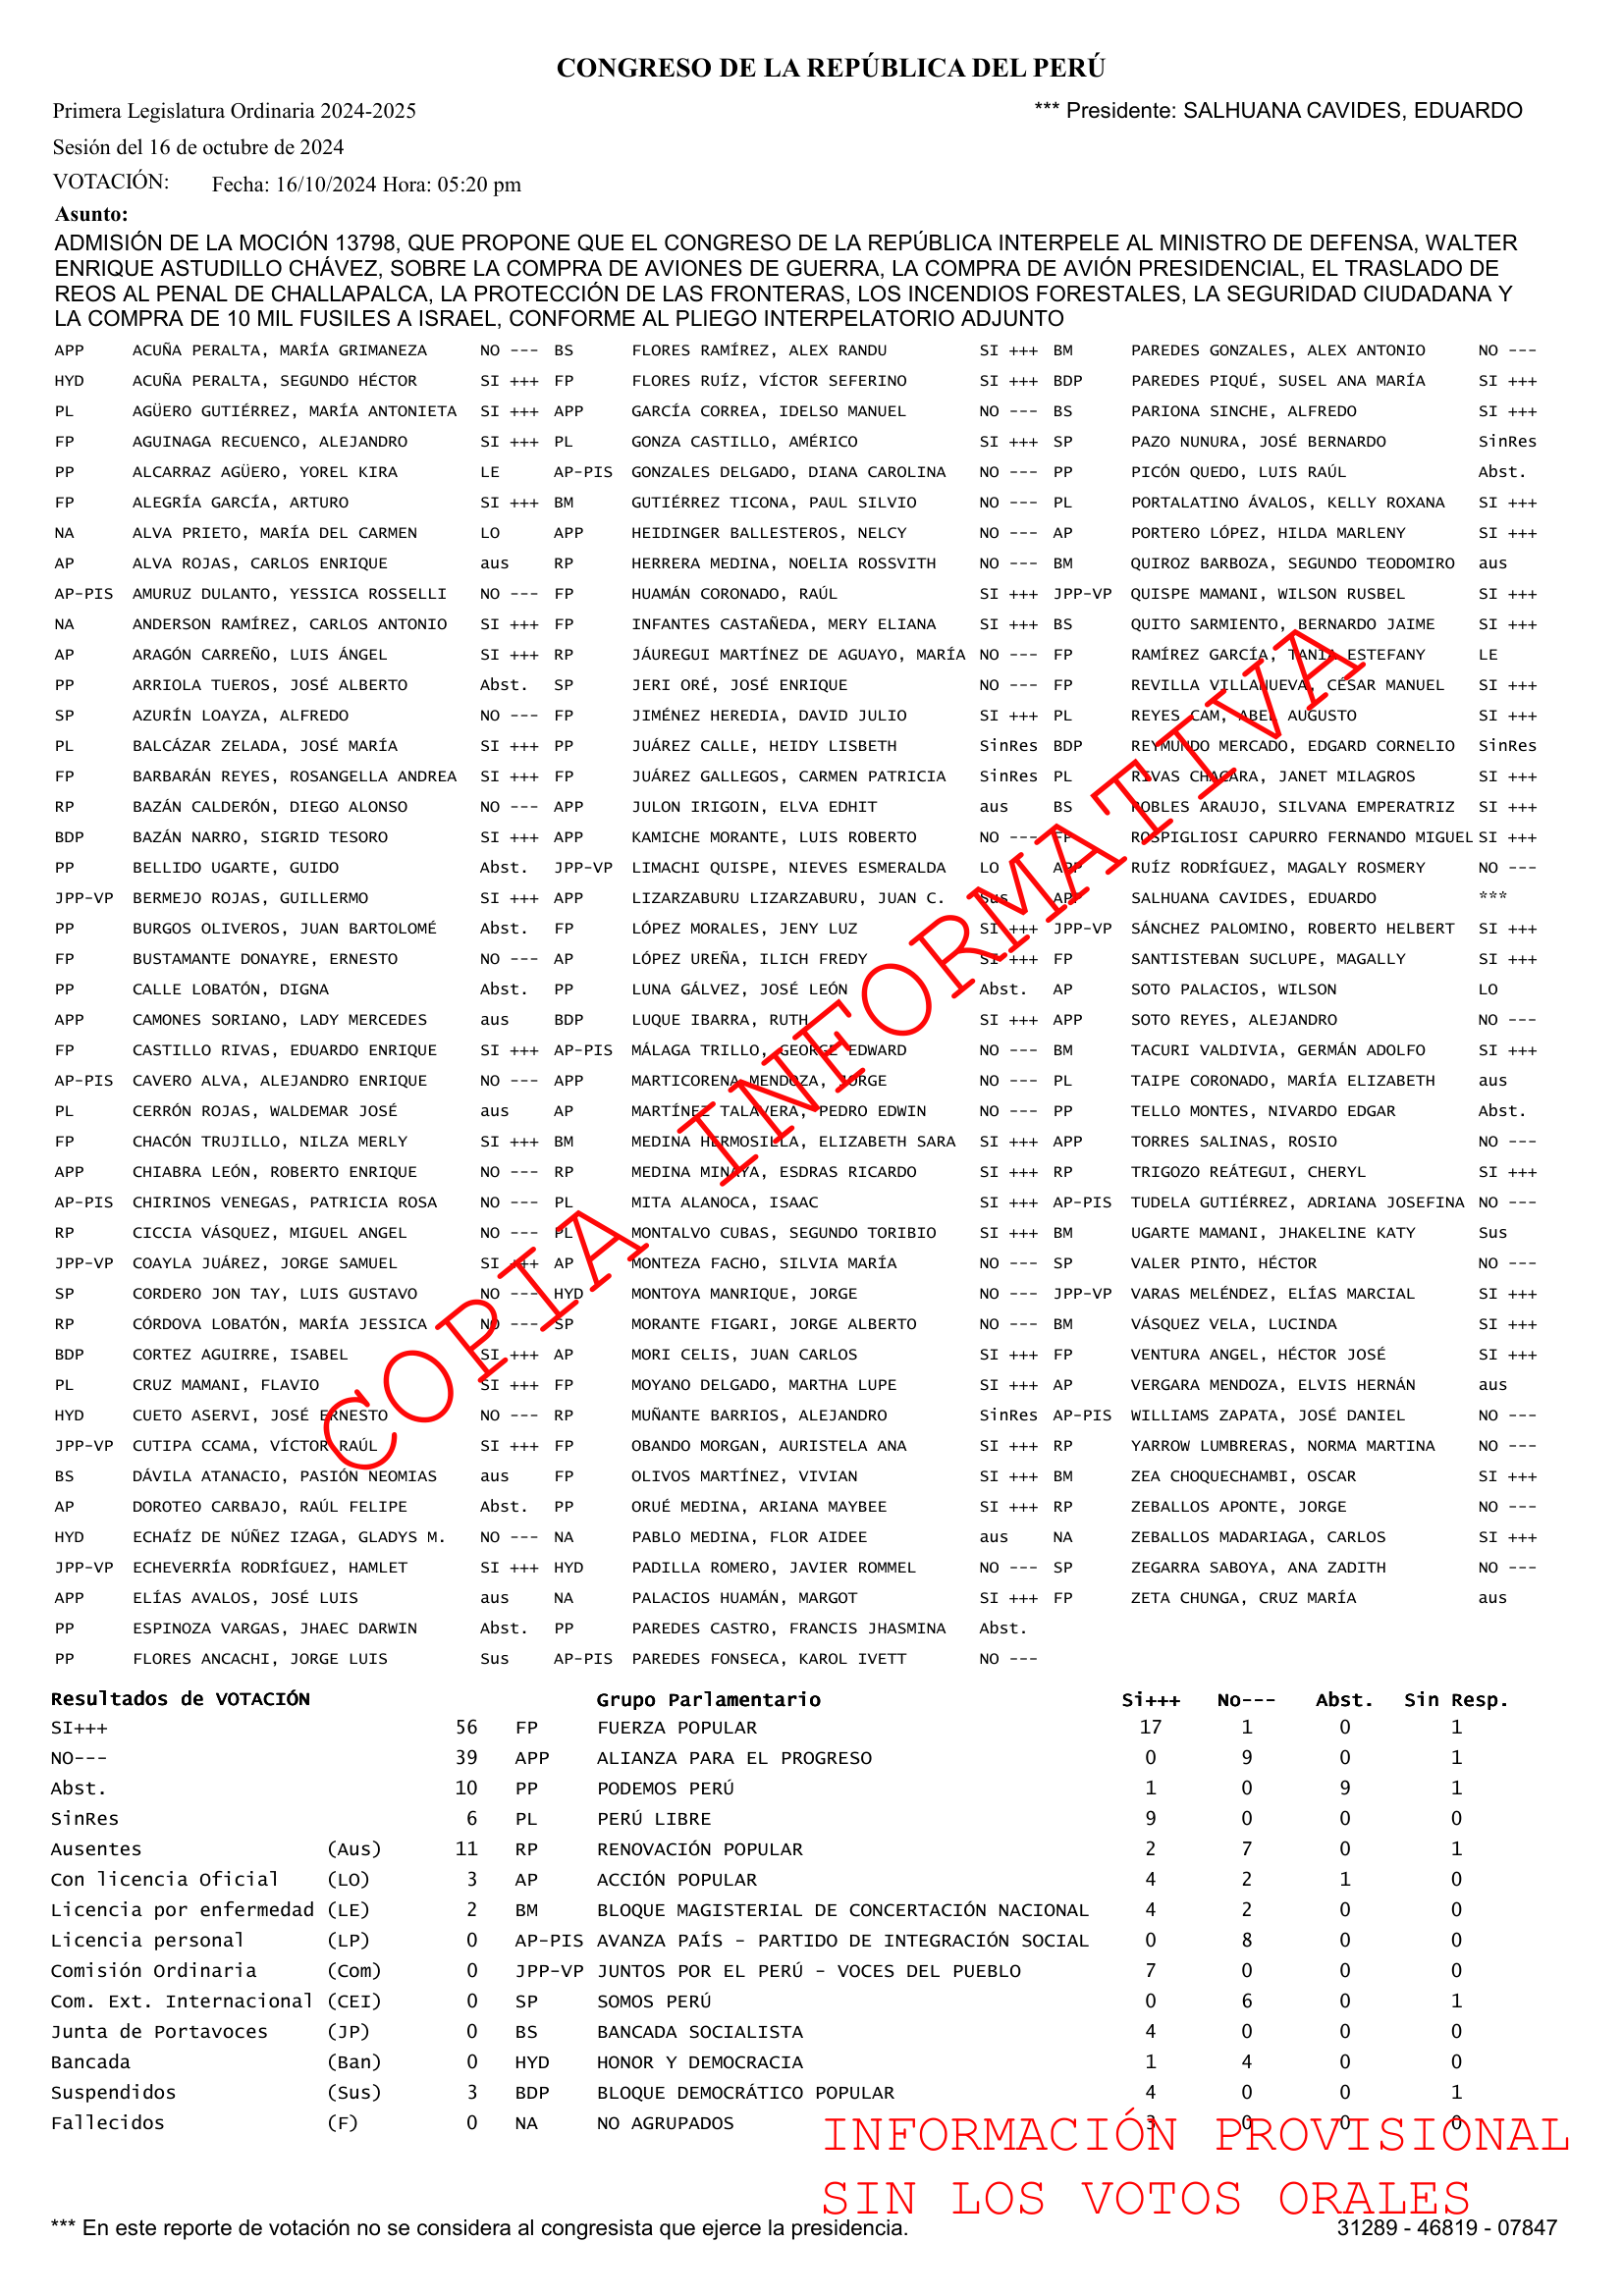 CONGRESO DE LA REPÚBLICA DEL PERÚ
Primera Legislatura Ordinaria 2024-2025 *** Presidente: SALHUANA CAVIDES, EDUARDO
Sesión del 16 de octubre de 2024
VOTACIÓN: Fecha: 16/10/2024 Hora: 05:20 pm
Asunto:
ADMISIÓN DE LA MOCIÓN 13798, QUE PROPONE QUE EL CONGRESO DE LA REPÚBLICA INTERPELE AL MINISTRO DE DEFENSA, WALTER
ENRIQUE ASTUDILLO CHÁVEZ, SOBRE LA COMPRA DE AVIONES DE GUERRA, LA COMPRA DE AVIÓN PRESIDENCIAL, EL TRASLADO DE
REOS AL PENAL DE CHALLAPALCA, LA PROTECCIÓN DE LAS FRONTERAS, LOS INCENDIOS FORESTALES, LA SEGURIDAD CIUDADANA Y
LA COMPRA DE 10 MIL FUSILES A ISRAEL, CONFORME AL PLIEGO INTERPELATORIO ADJUNTO
APP ACUÑA PERALTA, MARÍA GRIMANEZA NO --- BS FLORES RAMÍREZ, ALEX RANDU SI +++ BM PAREDES GONZALES, ALEX ANTONIO NO ---
HYD ACUÑA PERALTA, SEGUNDO HÉCTOR SI +++ FP FLORES RUÍZ, VÍCTOR SEFERINO SI +++ BDP PAREDES PIQUÉ, SUSEL ANA MARÍA SI +++
PL AGÜERO GUTIÉRREZ, MARÍA ANTONIETA SI +++ APP GARCÍA CORREA, IDELSO MANUEL NO --- BS PARIONA SINCHE, ALFREDO SI +++
FP AGUINAGA RECUENCO, ALEJANDRO SI +++ PL GONZA CASTILLO, AMÉRICO SI +++ SP PAZO NUNURA, JOSÉ BERNARDO SinRes
PP ALCARRAZ AGÜERO, YOREL KIRA LE AP-PIS GONZALES DELGADO, DIANA CAROLINA NO --- PP PICÓN QUEDO, LUIS RAÚL Abst.
FP ALEGRÍA GARCÍA, ARTURO SI +++ BM GUTIÉRREZ TICONA, PAUL SILVIO NO --- PL PORTALATINO ÁVALOS, KELLY ROXANA SI +++
NA ALVA PRIETO, MARÍA DEL CARMEN LO APP HEIDINGER BALLESTEROS, NELCY NO --- AP PORTERO LÓPEZ, HILDA MARLENY SI +++
AP ALVA ROJAS, CARLOS ENRIQUE aus RP HERRERA MEDINA, NOELIA ROSSVITH NO --- BM QUIROZ BARBOZA, SEGUNDO TEODOMIRO aus
AP-PIS AMURUZ DULANTO, YESSICA ROSSELLI NO --- FP HUAMÁN CORONADO, RAÚL SI +++ JPP-VP QUISPE MAMANI, WILSON RUSBEL SI +++
NA ANDERSON RAMÍREZ, CARLOS ANTONIO SI +++ FP INFANTES CASTAÑEDA, MERY ELIANA SI +++ BS QUITO SARMIENTO, BERNARDO JAIME SI +++
AP ARAGÓN CARREÑO, LUIS ÁNGEL SI +++ RP JÁUREGUI MARTÍNEZ DE AGUAYO, MARÍA NO --- FP RAMÍREZ GARCÍA, TANIA ESTEFANY LE
PP ARRIOLA TUEROS, JOSÉ ALBERTO Abst. SP JERI ORÉ, JOSÉ ENRIQUE NO --- FP REVILLA VILLANUEVA, CÉSAR MANUEL SI +++
SP AZURÍN LOAYZA, ALFREDO NO --- FP JIMÉNEZ HEREDIA, DAVID JULIO SI +++ PL REYES CAM, ABEL AUGUSTO SI +++
PL BALCÁZAR ZELADA, JOSÉ MARÍA SI +++ PP JUÁREZ CALLE, HEIDY LISBETH SinRes BDP REYMUNDO MERCADO, EDGARD CORNELIO SinRes
FP BARBARÁN REYES, ROSANGELLA ANDREA SI +++ FP JUÁREZ GALLEGOS, CARMEN PATRICIA SinRes PL RIVAS CHACARA, JANET MILAGROS SI +++
RP BAZÁN CALDERÓN, DIEGO ALONSO NO --- APP JULON IRIGOIN, ELVA EDHIT aus BS ROBLES ARAUJO, SILVANA EMPERATRIZ SI +++
BDP BAZÁN NARRO, SIGRID TESORO SI +++ APP KAMICHE MORANTE, LUIS ROBERTO NO --- FP ROSPIGLIOSI CAPURRO FERNANDO MIGUEL SI +++
PP BELLIDO UGARTE, GUIDO Abst. JPP-VP LIMACHI QUISPE, NIEVES ESMERALDA LO APP RUÍZ RODRÍGUEZ, MAGALY ROSMERY NO ---
JPP-VP BERMEJO ROJAS, GUILLERMO SI +++ APP LIZARZABURU LIZARZABURU, JUAN C. Sus APP SALHUANA CAVIDES, EDUARDO ***
PP BURGOS OLIVEROS, JUAN BARTOLOMÉ Abst. FP LÓPEZ MORALES, JENY LUZ SI +++ JPP-VP SÁNCHEZ PALOMINO, ROBERTO HELBERT SI +++
FP BUSTAMANTE DONAYRE, ERNESTO NO --- AP LÓPEZ UREÑA, ILICH FREDY SI +++ FP SANTISTEBAN SUCLUPE, MAGALLY SI +++
PP CALLE LOBATÓN, DIGNA Abst. PP LUNA GÁLVEZ, JOSÉ LEÓN Abst. AP SOTO PALACIOS, WILSON LO
APP CAMONES SORIANO, LADY MERCEDES aus BDP LUQUE IBARRA, RUTH SI +++ APP SOTO REYES, ALEJANDRO NO ---
FP CASTILLO RIVAS, EDUARDO ENRIQUE SI +++ AP-PIS MÁLAGA TRILLO, GEORGE EDWARD NO --- BM TACURI VALDIVIA, GERMÁN ADOLFO SI +++
AP-PIS CAVERO ALVA, ALEJANDRO ENRIQUE NO --- APP MARTICORENA MENDOZA, JORGE NO --- PL TAIPE CORONADO, MARÍA ELIZABETH aus
PL CERRÓN ROJAS, WALDEMAR JOSÉ aus AP MARTÍNEZ TALAVERA, PEDRO EDWIN NO --- PP TELLO MONTES, NIVARDO EDGAR Abst.
FP CHACÓN TRUJILLO, NILZA MERLY SI +++ BM MEDINA HERMOSILLA, ELIZABETH SARA SI +++ APP TORRES SALINAS, ROSIO NO ---
APP CHIABRA LEÓN, ROBERTO ENRIQUE NO --- RP MEDINA MINAYA, ESDRAS RICARDO SI +++ RP TRIGOZO REÁTEGUI, CHERYL SI +++
AP-PIS CHIRINOS VENEGAS, PATRICIA ROSA NO --- PL MITA ALANOCA, ISAAC SI +++ AP-PIS TUDELA GUTIÉRREZ, ADRIANA JOSEFINA NO ---
RP CICCIA VÁSQUEZ, MIGUEL ANGEL NO --- PL MONTALVO CUBAS, SEGUNDO TORIBIO SI +++ BM UGARTE MAMANI, JHAKELINE KATY Sus
JPP-VP COAYLA JUÁREZ, JORGE SAMUEL SI +++ AP MONTEZA FACHO, SILVIA MARÍA NO --- SP VALER PINTO, HÉCTOR NO ---
SP CORDERO JON TAY, LUIS GUSTAVO NO --- HYD MONTOYA MANRIQUE, JORGE NO --- JPP-VP VARAS MELÉNDEZ, ELÍAS MARCIAL SI +++
RP CÓRDOVA LOBATÓN, MARÍA JESSICA NO --- SP MORANTE FIGARI, JORGE ALBERTO NO --- BM VÁSQUEZ VELA, LUCINDA SI +++
BDP CORTEZ AGUIRRE, ISABEL SI +++ AP MORI CELIS, JUAN CARLOS SI +++ FP VENTURA ANGEL, HÉCTOR JOSÉ SI +++
PL CRUZ MAMANI, FLAVIO SI +++ FP MOYANO DELGADO, MARTHA LUPE SI +++ AP VERGARA MENDOZA, ELVIS HERNÁN aus
HYD CUETO ASERVI, JOSÉ ERNESTO NO --- RP MUÑANTE BARRIOS, ALEJANDRO SinRes AP-PIS WILLIAMS ZAPATA, JOSÉ DANIEL NO ---
JPP-VP CUTIPA CCAMA, VÍCTOR RAÚL SI +++ FP OBANDO MORGAN, AURISTELA ANA SI +++ RP YARROW LUMBRERAS, NORMA MARTINA NO ---
BS DÁVILA ATANACIO, PASIÓN NEOMIAS aus FP OLIVOS MARTÍNEZ, VIVIAN SI +++ BM ZEA CHOQUECHAMBI, OSCAR SI +++
AP DOROTEO CARBAJO, RAÚL FELIPE Abst. PP ORUÉ MEDINA, ARIANA MAYBEE SI +++ RP ZEBALLOS APONTE, JORGE NO ---
HYD ECHAÍZ DE NÚÑEZ IZAGA, GLADYS M. NO --- NA PABLO MEDINA, FLOR AIDEE aus NA ZEBALLOS MADARIAGA, CARLOS SI +++
JPP-VP ECHEVERRÍA RODRÍGUEZ, HAMLET SI +++ HYD PADILLA ROMERO, JAVIER ROMMEL NO --- SP ZEGARRA SABOYA, ANA ZADITH NO ---
APP ELÍAS AVALOS, JOSÉ LUIS aus NA PALACIOS HUAMÁN, MARGOT SI +++ FP ZETA CHUNGA, CRUZ MARÍA aus
PP ESPINOZA VARGAS, JHAEC DARWIN Abst. PP PAREDES CASTRO, FRANCIS JHASMINA Abst.
PP FLORES ANCACHI, JORGE LUIS Sus AP-PIS PAREDES FONSECA, KAROL IVETT NO ---
COPIA INFORMATIVA
Resultados de VOTACIÓN Grupo Parlamentario Si+++ No--- Abst. Sin Resp.
SI+++ 56 FP FUERZA POPULAR 17 1 0 1
NO--- 39 APP ALIANZA PARA EL PROGRESO 0 9 0 1
Abst. 10 PP PODEMOS PERÚ 1 0 9 1
SinRes 6 PL PERÚ LIBRE 9 0 0 0
Ausentes (Aus) 11 RP RENOVACIÓN POPULAR 2 7 0 1
Con licencia Oficial (LO) 3 AP ACCIÓN POPULAR 4 2 1 0
Licencia por enfermedad (LE) 2 BM BLOQUE MAGISTERIAL DE CONCERTACIÓN NACIONAL 4 2 0 0
Licencia personal (LP) 0 AP-PIS AVANZA PAÍS - PARTIDO DE INTEGRACIÓN SOCIAL 0 8 0 0
Comisión Ordinaria (Com) 0 JPP-VP JUNTOS POR EL PERÚ - VOCES DEL PUEBLO 7 0 0 0
Com. Ext. Internacional (CEI) 0 SP SOMOS PERÚ 0 6 0 1
Junta de Portavoces (JP) 0 BS BANCADA SOCIALISTA 4 0 0 0
Bancada (Ban) 0 HYD HONOR Y DEMOCRACIA 1 4 0 0
Suspendidos (Sus) 3 BDP BLOQUE DEMOCRÁTICO POPULAR 4 0 0 1
Fallecidos (F) 0 NA NO AGRUPADOS 3 0 0 0
INFORMACIÓN PROVISIONAL
SIN LOS VOTOS ORALES
*** En este reporte de votación no se considera al congresista que ejerce la presidencia. 31289 - 46819 - 07847